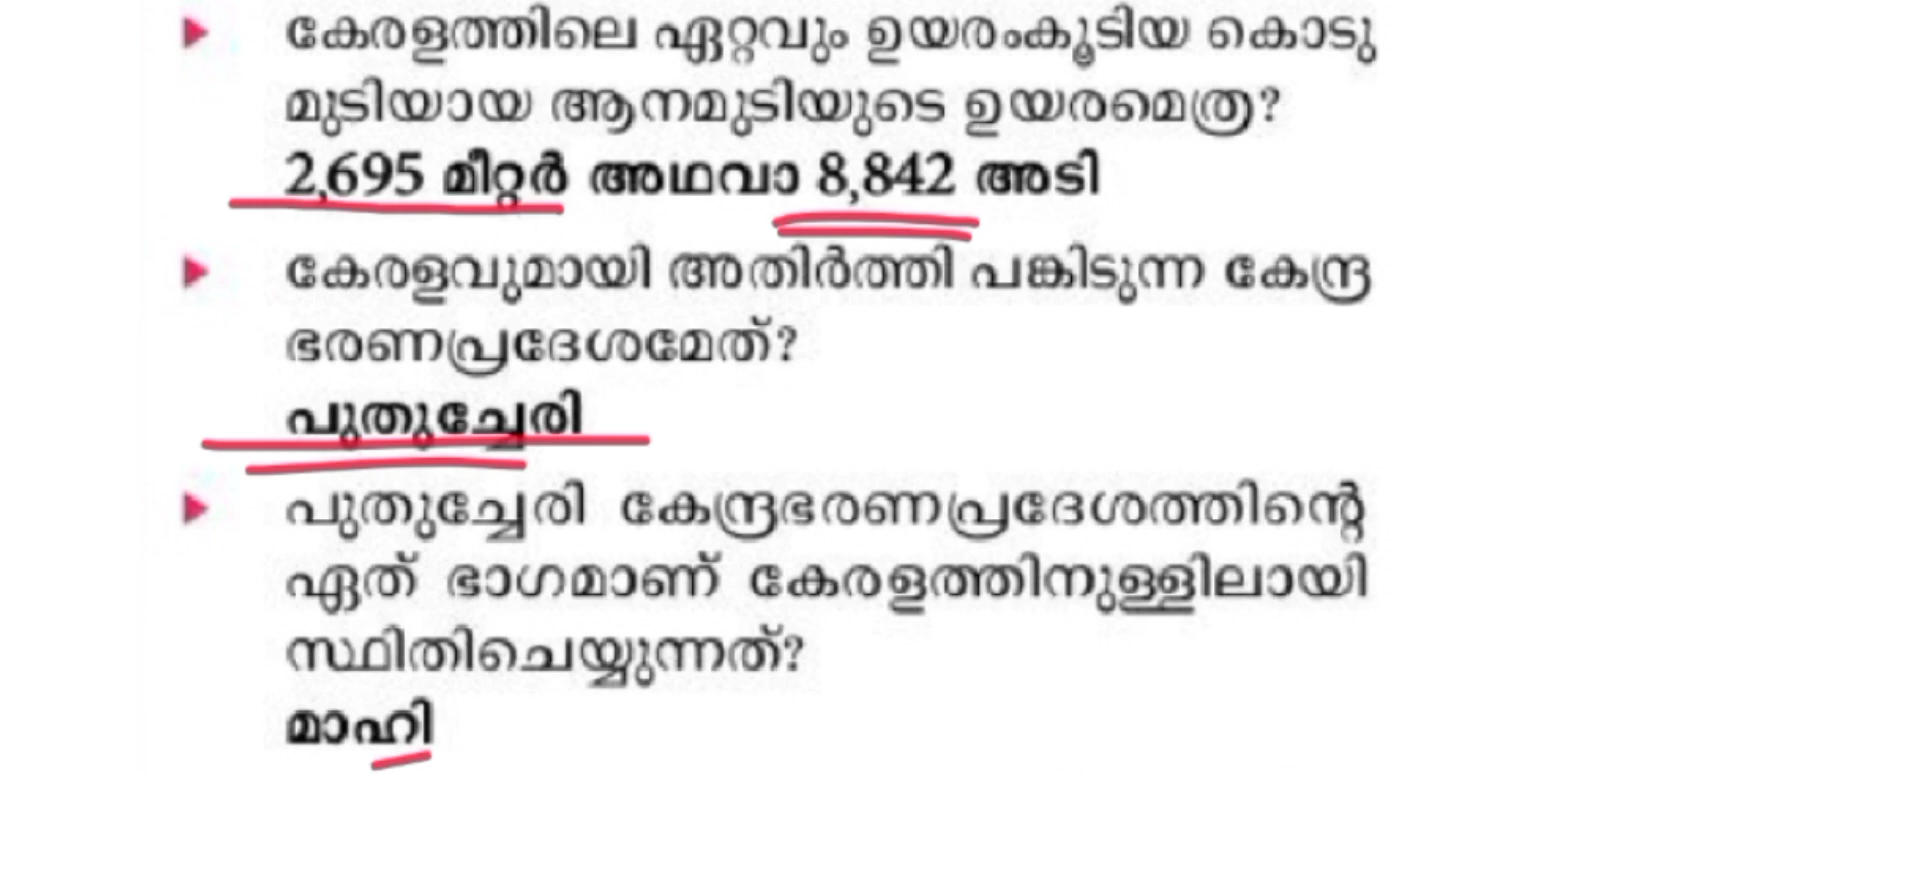 കേരളത്തിലെ ഏറ്റവും ഉയരംകൂടിയ കൊടു
മുടിയായ ആനമുടിയുടെ ഉയരമെത്ര?
2,695 മീറ്റർ അഥവാ 8,842 അടി
കേരളവുമായി അതിർത്തി പങ്കിടുന്ന കേന്ദ്ര
ഭരണപ്രദേശമേത്?
പുതുച്ചേരി
പുതുച്ചേരി കേന്ദ്രഭരണപ്രദേശത്തിന്റെ
ഏത് ഭാഗമാണ് കേരളത്തിനുള്ളിലായി
സ്ഥിതിചെയ്യുന്നത്?
മാഹി